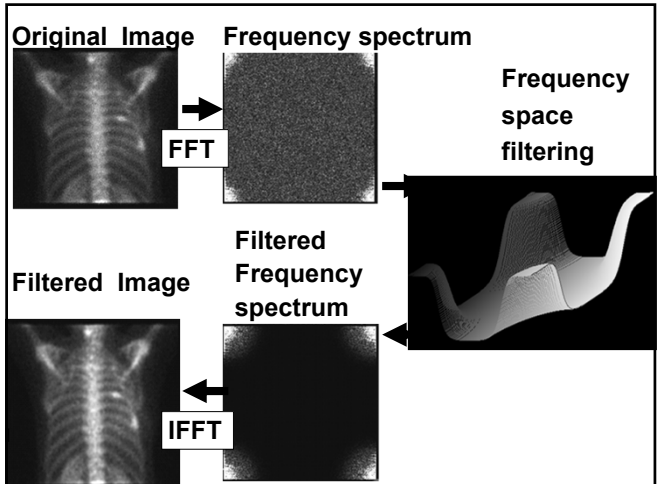 Original Image
Frequency spectrum
FFT
Frequency
space
filtering
Filtered
Frequency
spectrum
Filtered Image
IFFT